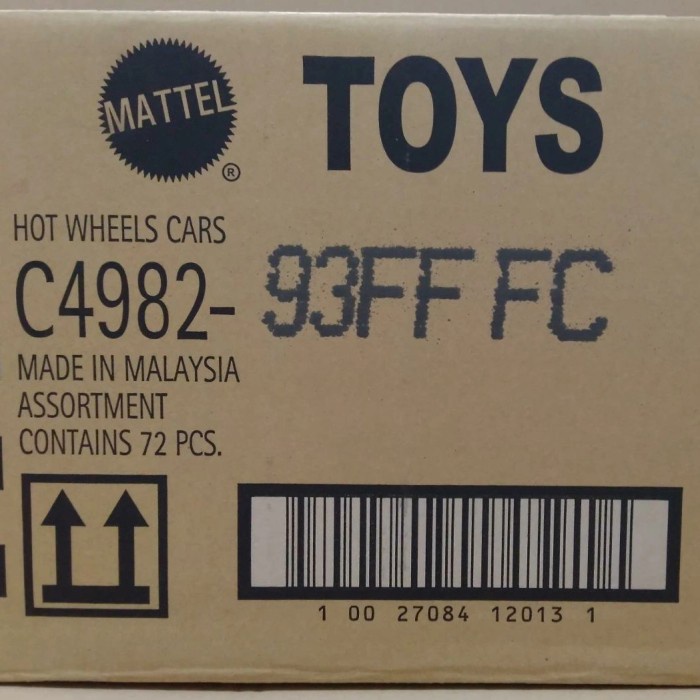 MATTEL
®
TOYS
HOT WHEELS CARS
C4982- 93FF FC
MADE IN MALAYSIA
ASSORTMENT
CONTAINS 72 PCS.
1 00 27084 12013 1